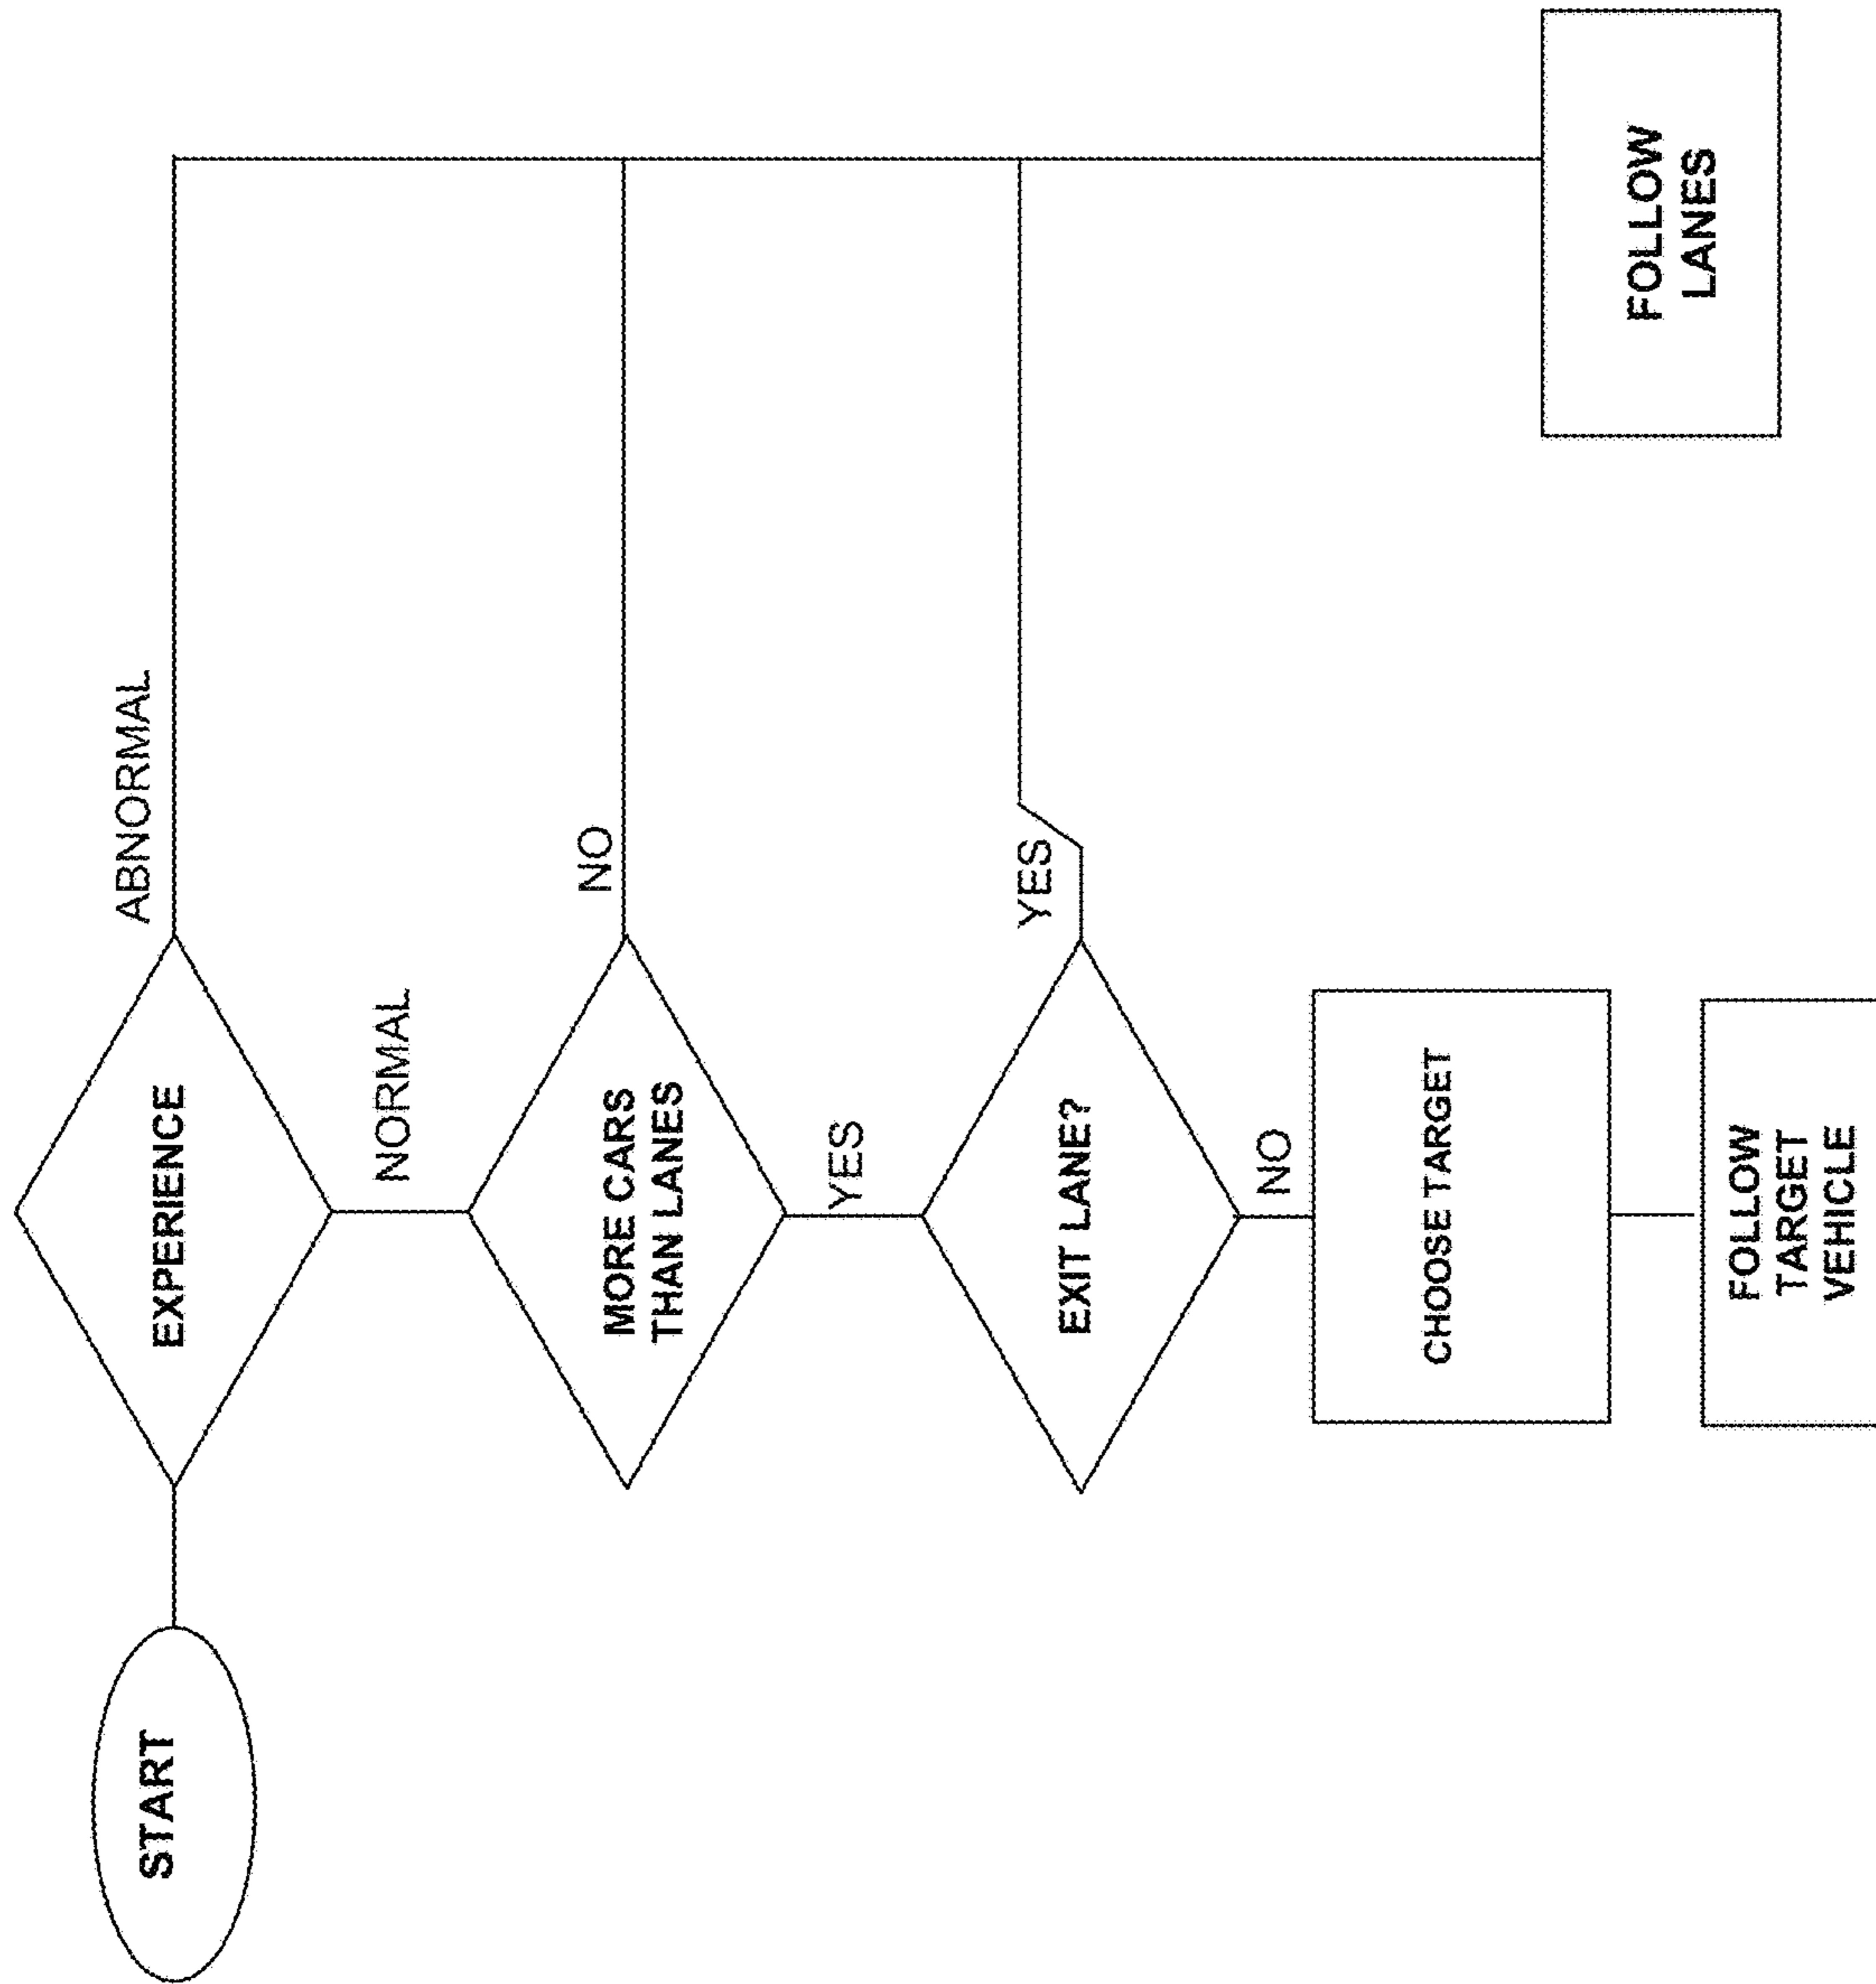 START
EXPERIENCE
ABNORMAL
NORMAL
MORE CARS
THAN LANES
NO
YES
EXIT LANE?
YES
NO
CHOOSE TARGET
FOLLOW
TARGET
VEHICLE
FOLLOW
LANES